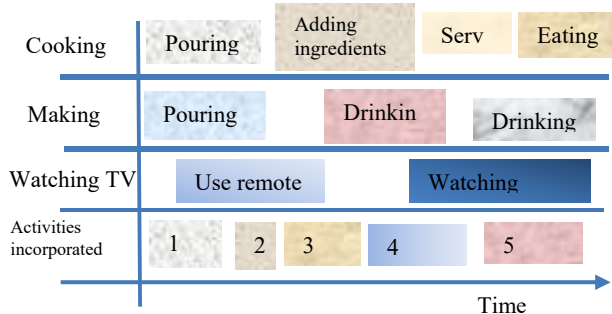 Cooking
Pouring
Adding
ingredients
Serv
Eating
Making
Pouring
Drinkin
Drinking
Watching TV
Use remote
Watching
Activities
incorporated
1
2
3
4
5
Time